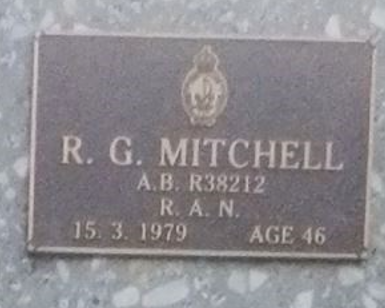 R. G. MITCHELL
A.B. R38212
R. A. N.
15. 3. 1979 AGE 46